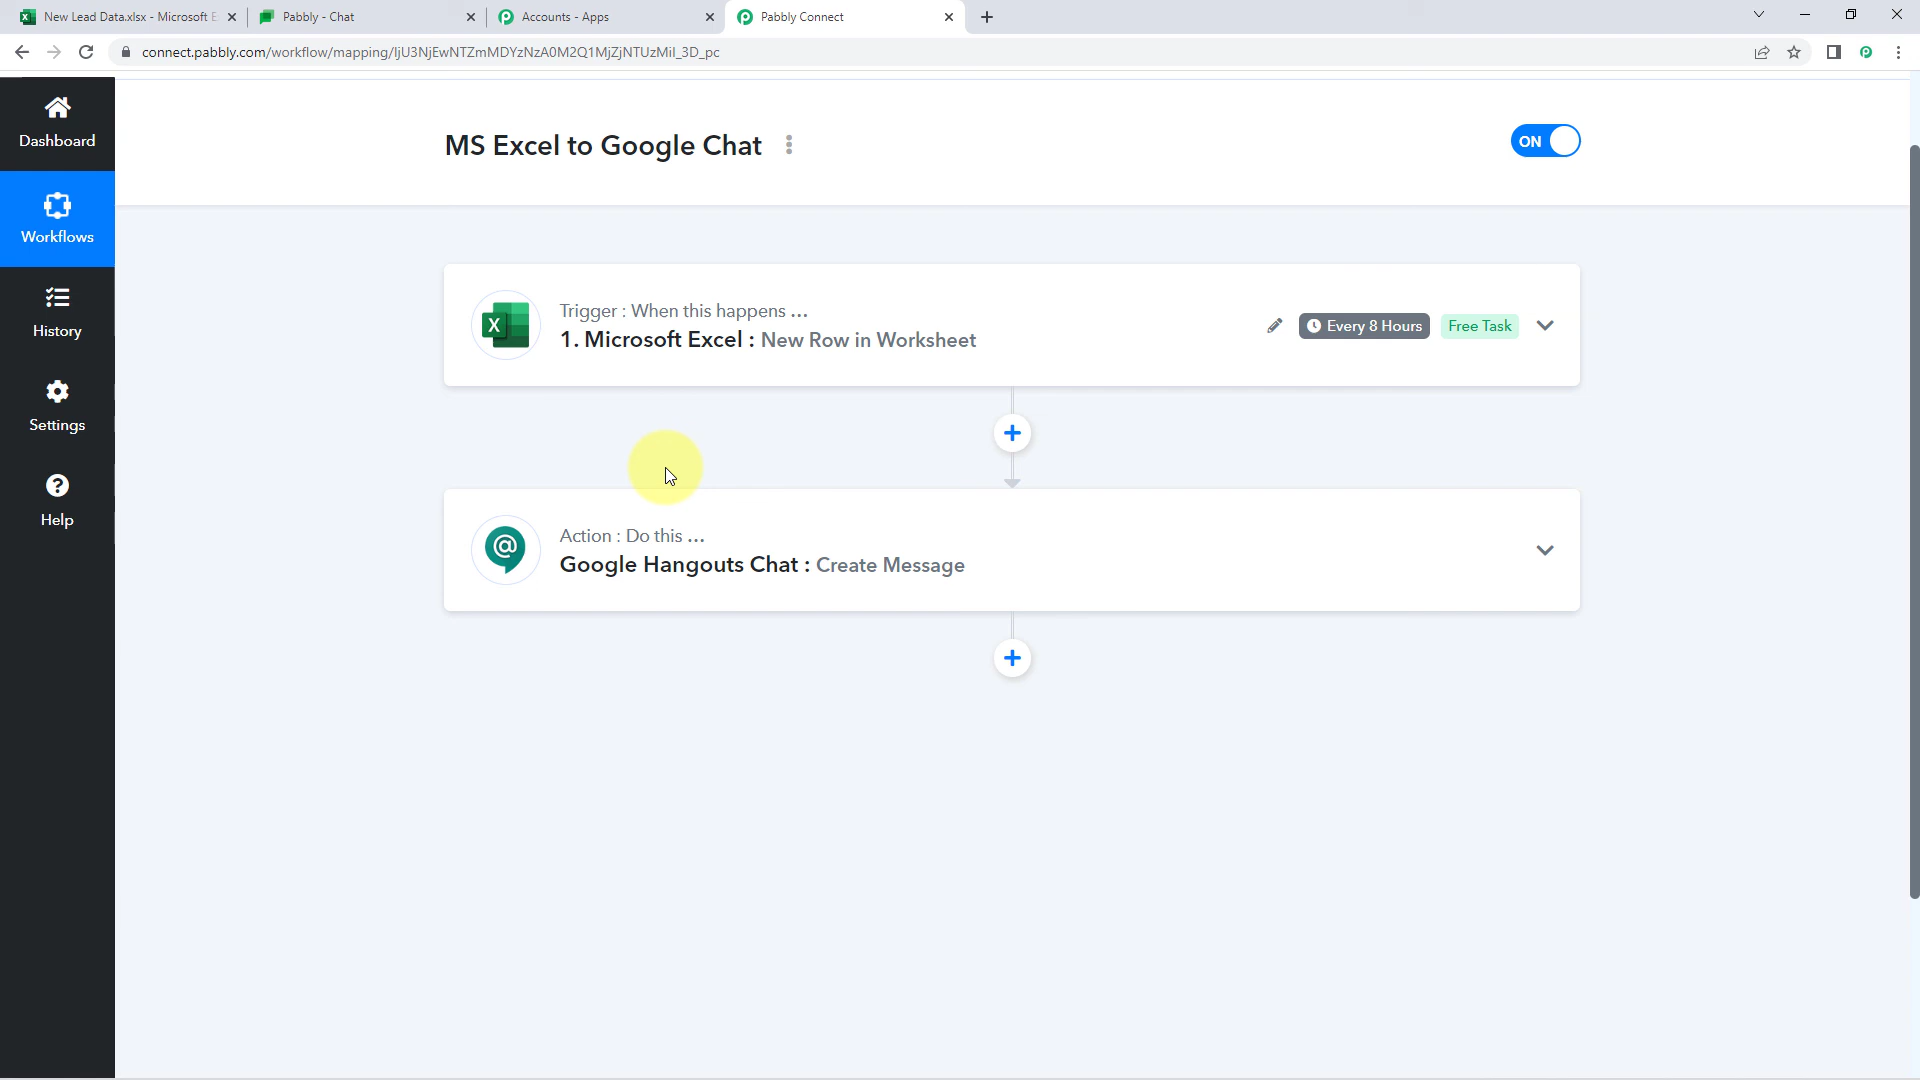 New Lead Data.xlsx - Microsoft E
Pabbly - Chat
Accounts - Apps
Pabbly Connect
connect.pabbly.com/workflow/mapping/IjU3NjEwNTZmMDYzNzA0M2Q1MjZjNTUzMiI_3D_pc
Dashboard
Workflows
History
Settings
Help
MS Excel to Google Chat
ON
Trigger : When this happens ...
1. Microsoft Excel : New Row in Worksheet
Every 8 Hours
Free Task
Action : Do this ...
Google Hangouts Chat : Create Message